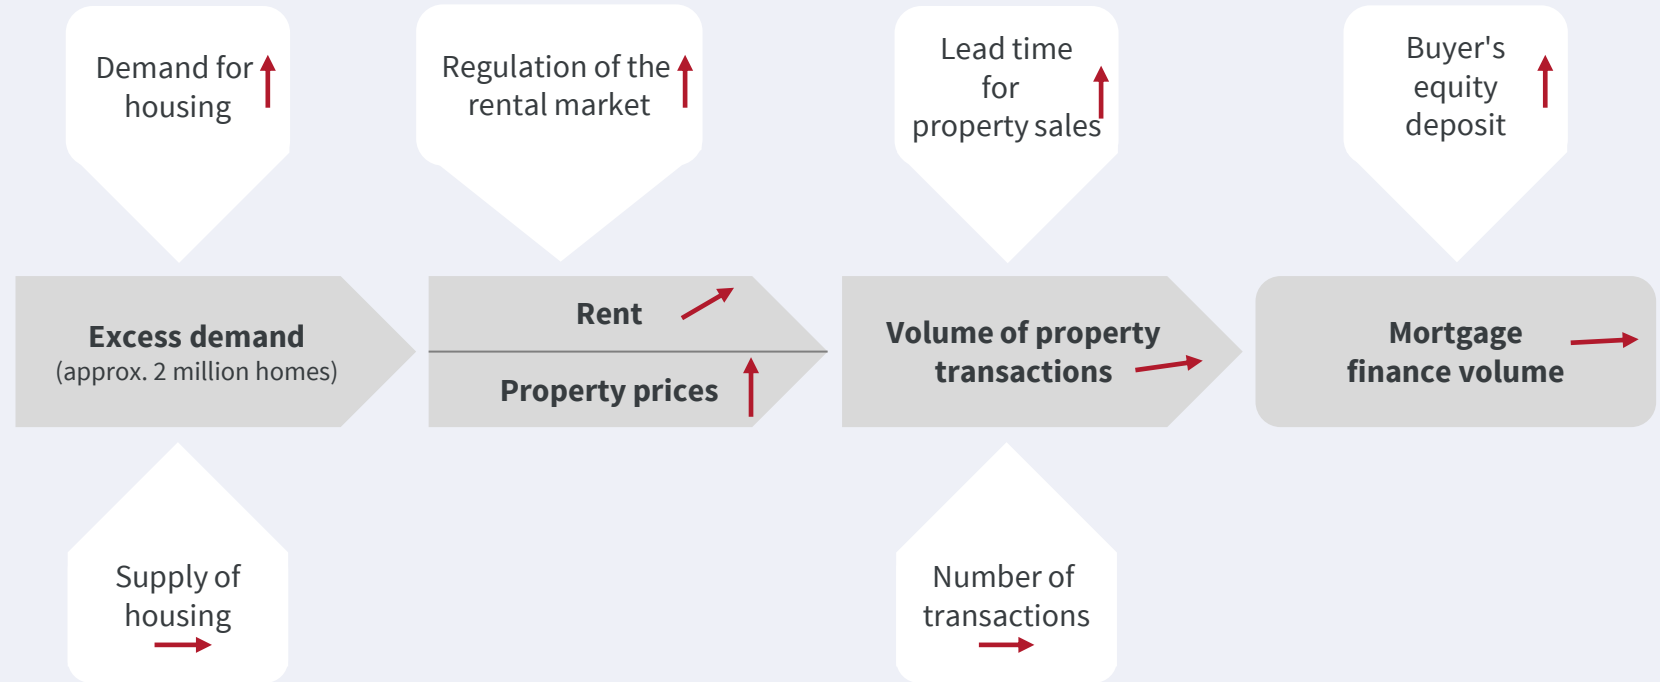 Demand for
housing
Regulation of the
rental market
Lead time
for
property sales
Buyer's
equity
deposit
Excess demand
(approx. 2 million homes)
Rent
Property prices
Volume of property
transactions
Mortgage
finance volume
Supply of
housing
Number of
transactions